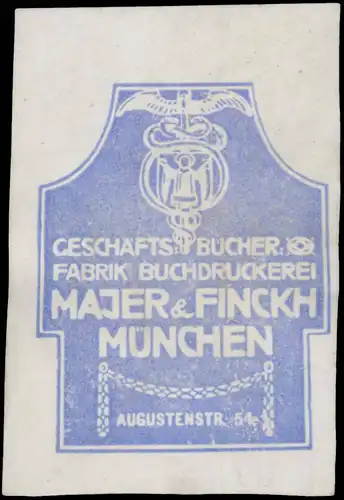 GESCHÄFTS-BÜCHER-
FABRIK BUCHDRUCKEREI
MAJER & FINCKH
MÜNCHEN
AUGUSTENSTR. 54